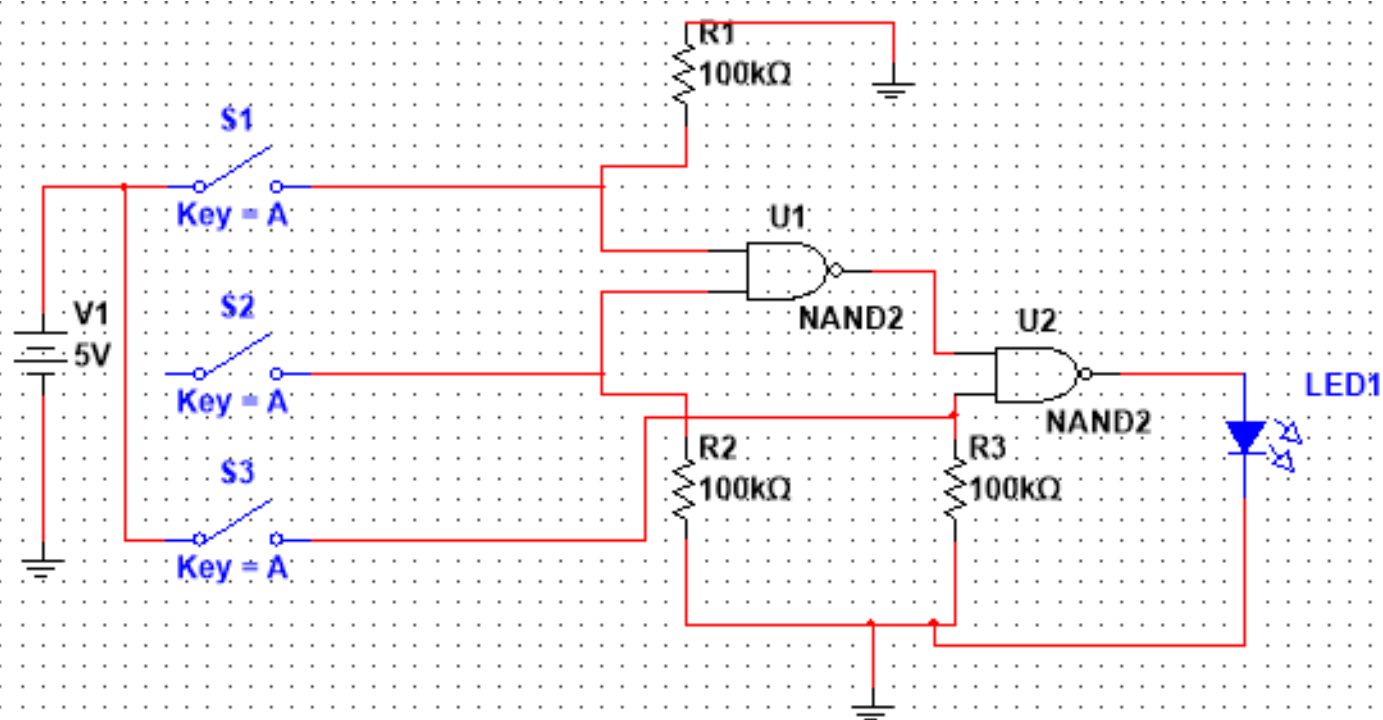 R1
100kΩ
S1
Key = A
U1
NAND2
V1
5V
S2
Key = A
U2
NAND2
LED1
S3
Key = A
R2
100kΩ
R3
100kΩ